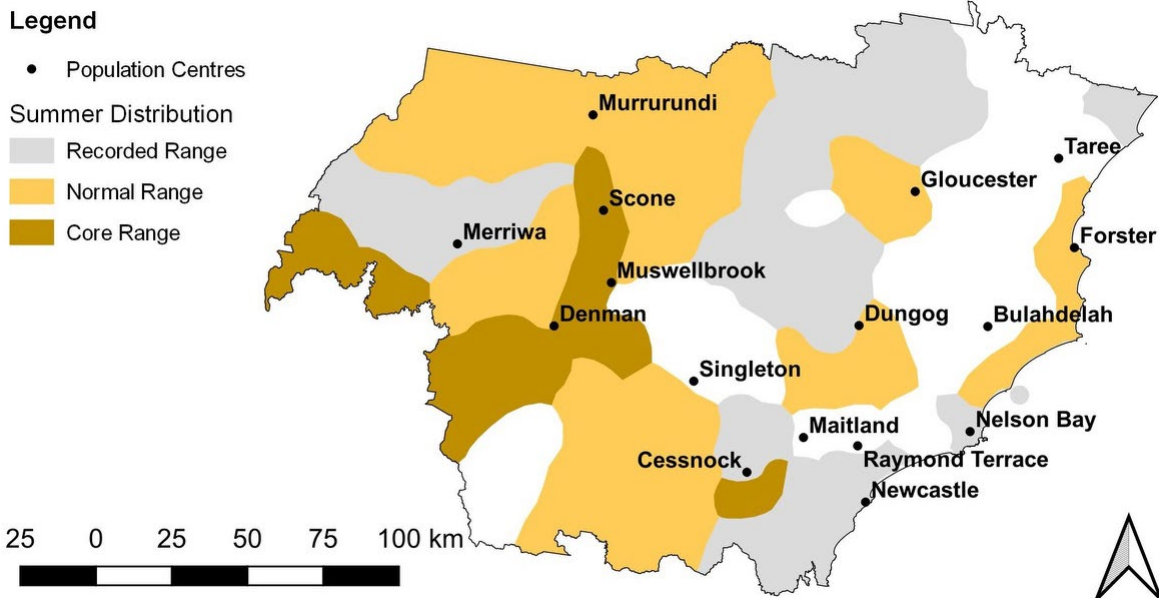 Legend
Population Centres
Summer Distribution
Recorded Range
Normal Range
Core Range
Murrurundi
Taree
Gloucester
Scone
Merriwa
Forster
Muswellbrook
Denman
Dungog
Bulahdelah
Singleton
Maitland
Nelson Bay
Cessnock
Raymond Terrace
Newcastle
25 0 25 50 75 100 km